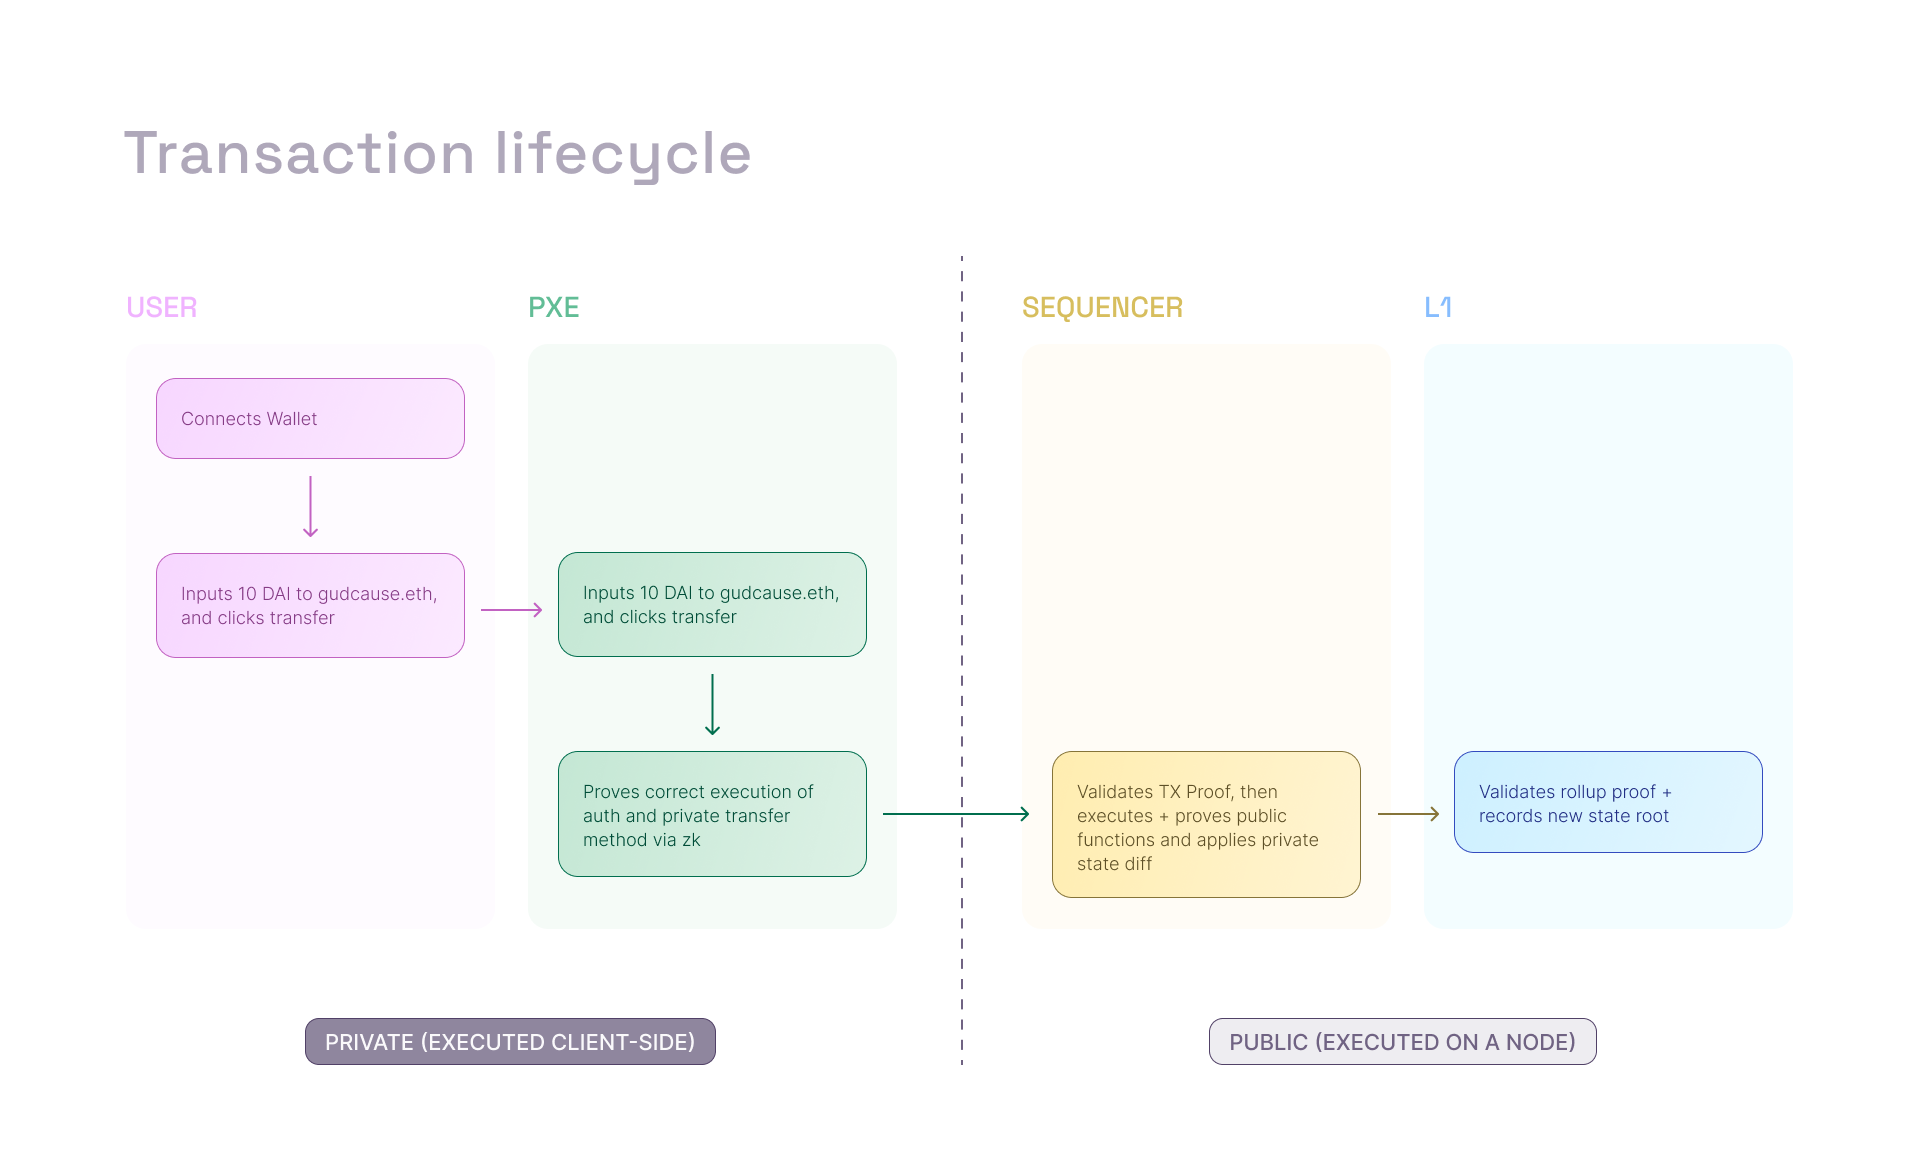 Transaction lifecycle
USER
Connects Wallet
Inputs 10 DAI to gudcause.eth,
and clicks transfer
PXE
Inputs 10 DAI to gudcause.eth,
and clicks transfer
Proves correct execution of
auth and private transfer
method via zk
SEQUENCER
Validates TX Proof, then
executes + proves public
functions and applies private
state diff
L1
Validates rollup proof +
records new state root
PRIVATE (EXECUTED CLIENT-SIDE)
PUBLIC (EXECUTED ON A NODE)